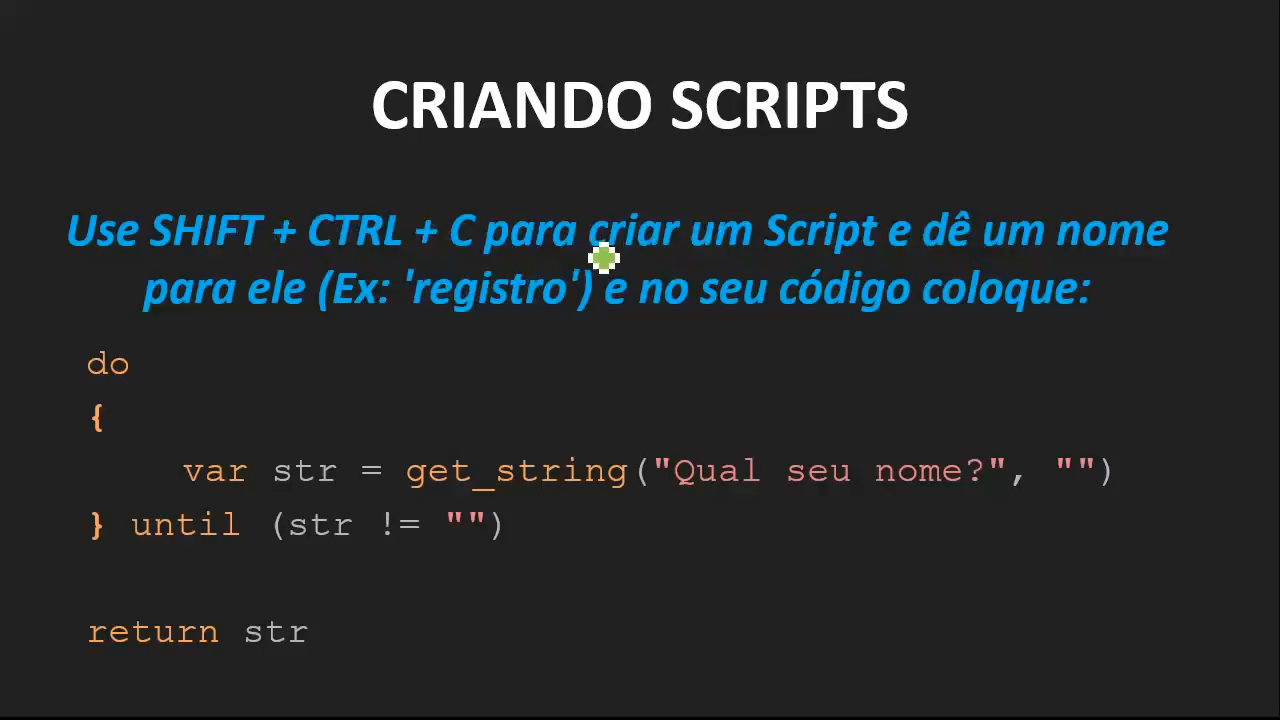 CRIANDO SCRIPTS
Use SHIFT + CTRL + C para criar um Script e dê um nome
para ele (Ex: 'registro') e no seu código coloque:
do
{
var str = get_string("Qual seu nome?", "")
} until (str != "")
return str